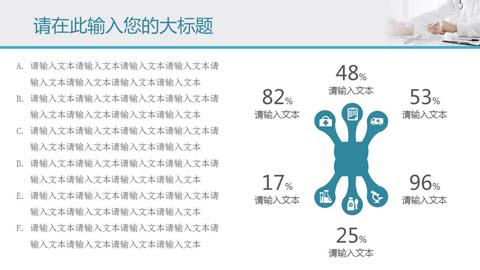 请在此输入您的大标题
A. 请输入文本请输入文本请输入文本请输入文本请
输入文本请输入文本请输入文本请输入文本
B. 请输入文本请输入文本请输入文本请输入文本请
输入文本请输入文本请输入文本请输入文本
C. 请输入文本请输入文本请输入文本请输入文本请
输入文本请输入文本请输入文本请输入文本
D. 请输入文本请输入文本请输入文本请输入文本请
输入文本请输入文本请输入文本请输入文本
E. 请输入文本请输入文本请输入文本请输入文本请
输入文本请输入文本请输入文本请输入文本
F. 请输入文本请输入文本请输入文本请输入文本请
输入文本请输入文本请输入文本请输入文本
48%
请输入文本
82%
请输入文本
53%
请输入文本
17%
请输入文本
96%
请输入文本
25%
请输入文本